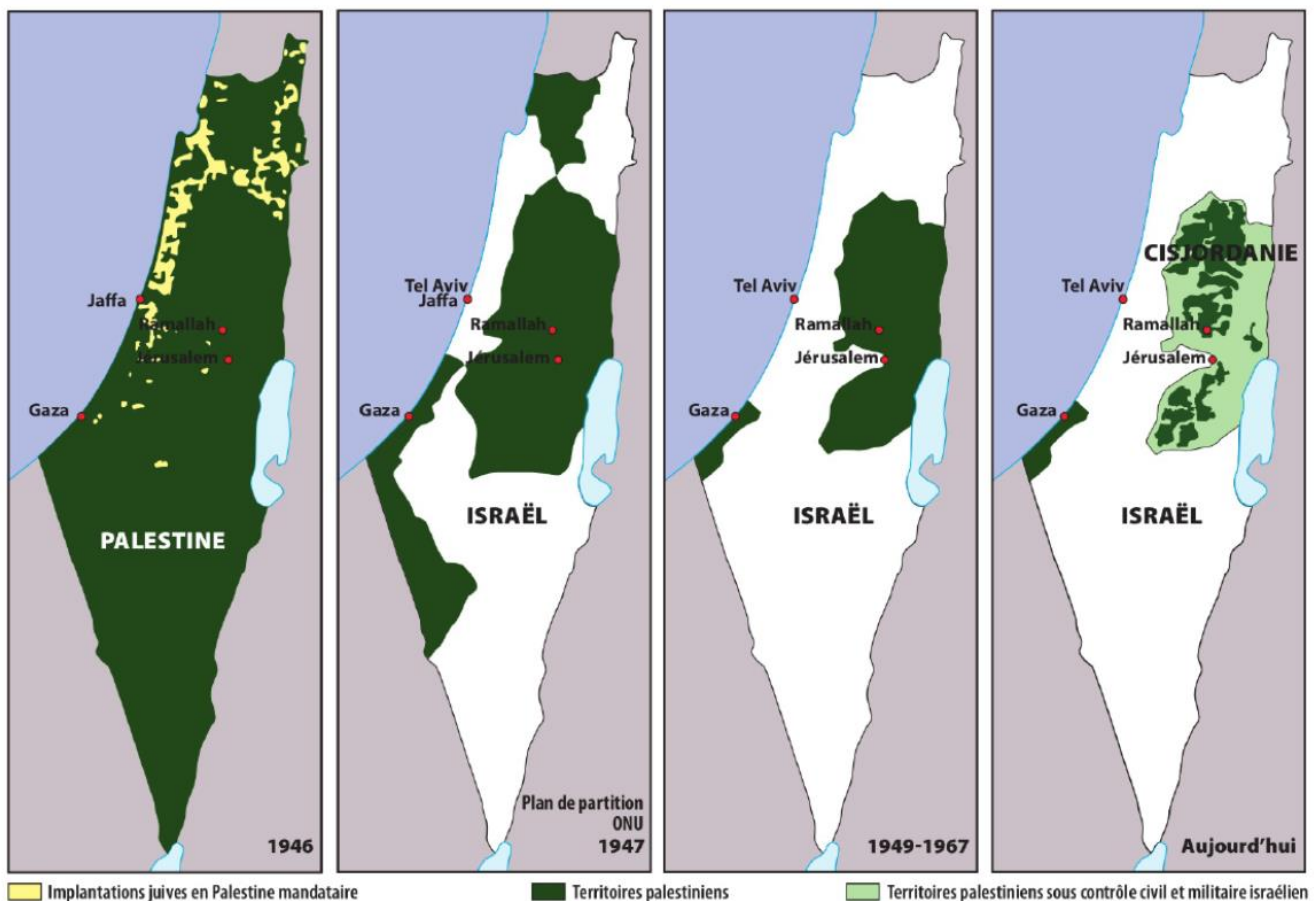 Jaffa
Ramallah
Jérusalem
Gaza
PALESTINE
1946
Tel Aviv
Jaffa
Ramallah
Jérusalem
Gaza
ISRAËL
Plan de partition
ONU
1947
Tel Aviv
Ramallah
Jérusalem
Gaza
ISRAËL
1949-1967
CISJORDANIE
Tel Aviv
Ramallah
Jérusalem
Gaza
ISRAËL
Aujourd'hui
Implantations juives en Palestine mandataire
Territoires palestiniens
Territoires palestiniens sous contrôle civil et militaire israélien